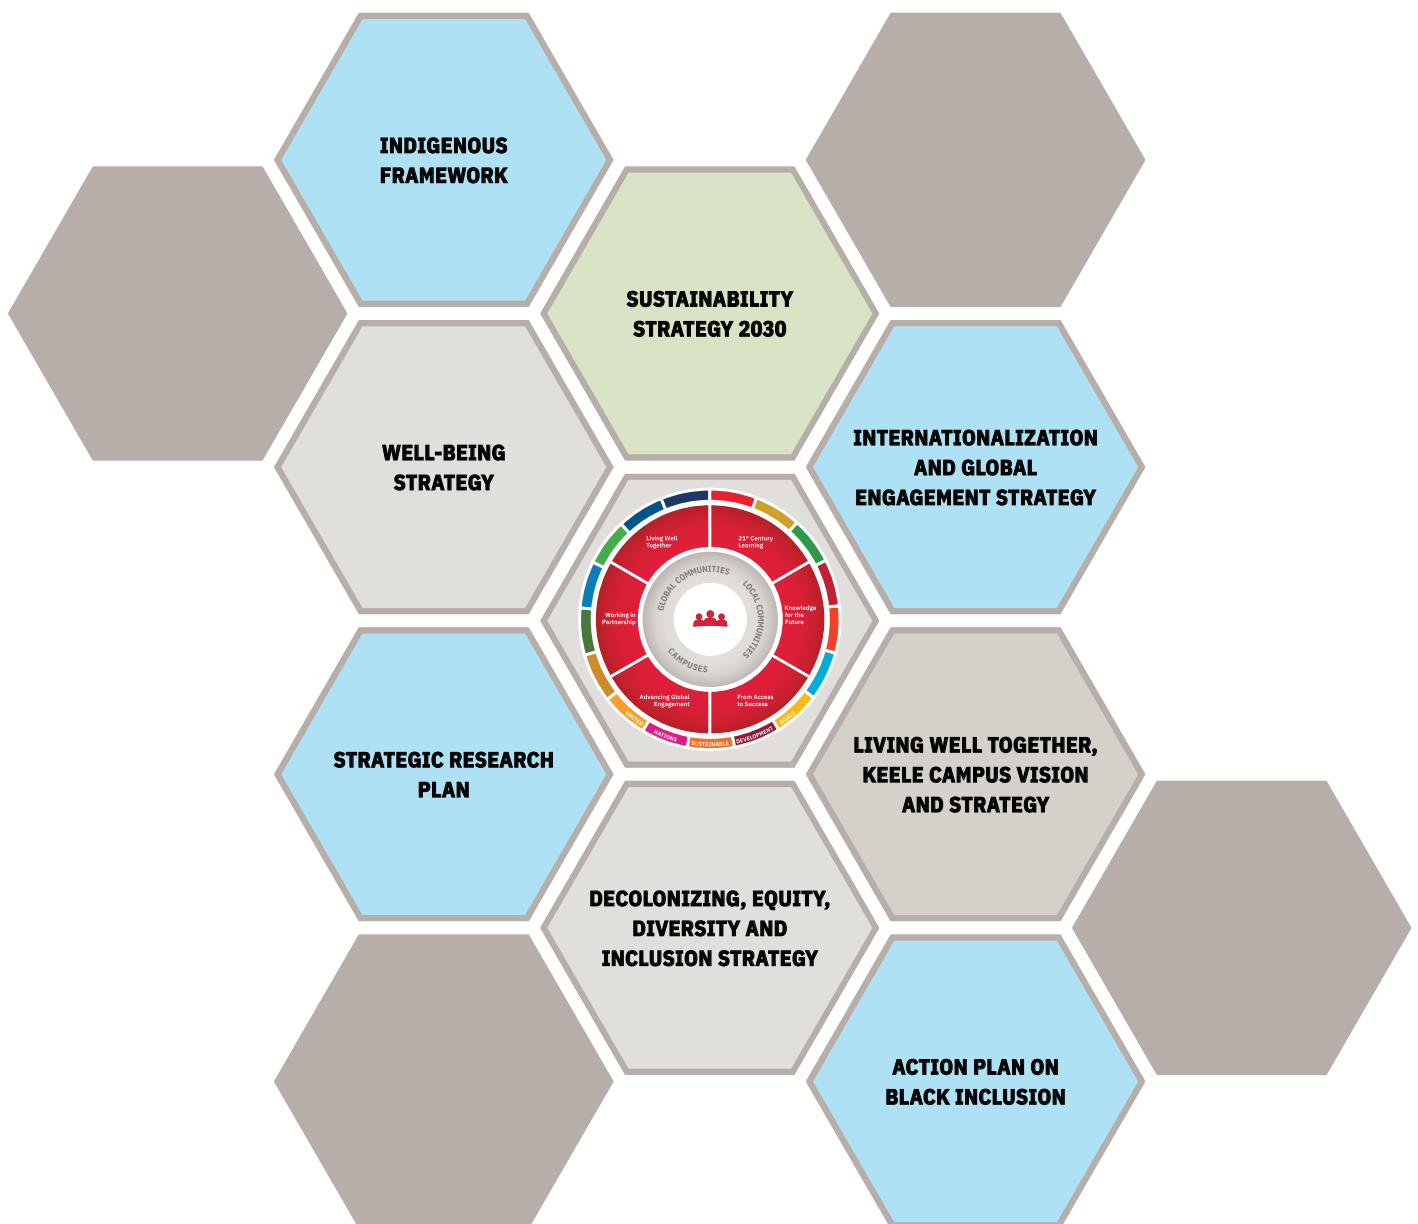 INDIGENOUS
FRAMEWORK
SUSTAINABILITY
STRATEGY 2030
WELL-BEING
STRATEGY
INTERNATIONALIZATION
AND GLOBAL
ENGAGEMENT STRATEGY
Living Well
Together
21st Century
Learning
GLOBAL COMMUNITIES
LOCAL COMMUNITIES
Working in
Partnership
Knowledge
for the
Future
CAMPUSES
Advancing Global
Engagement
From Access
to Success
UNITED
NATIONS
SUSTAINABLE
DEVELOPMENT
GOALS
STRATEGIC RESEARCH
PLAN
LIVING WELL TOGETHER,
KEELE CAMPUS VISION
AND STRATEGY
DECOLONIZING, EQUITY,
DIVERSITY AND
INCLUSION STRATEGY
ACTION PLAN ON
BLACK INCLUSION